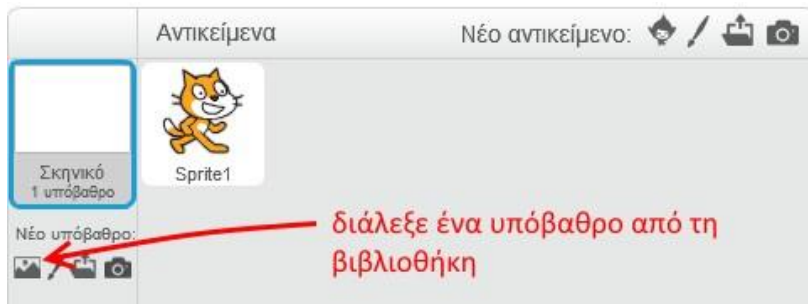 Αντικείμενα
Νέο αντικείμενο:
Σκηνικό
1 υπόβαθρο
Sprite1
Νέο υπόβαθρο:
διάλεξε ένα υπόβαθρο από τη
βιβλιοθήκη